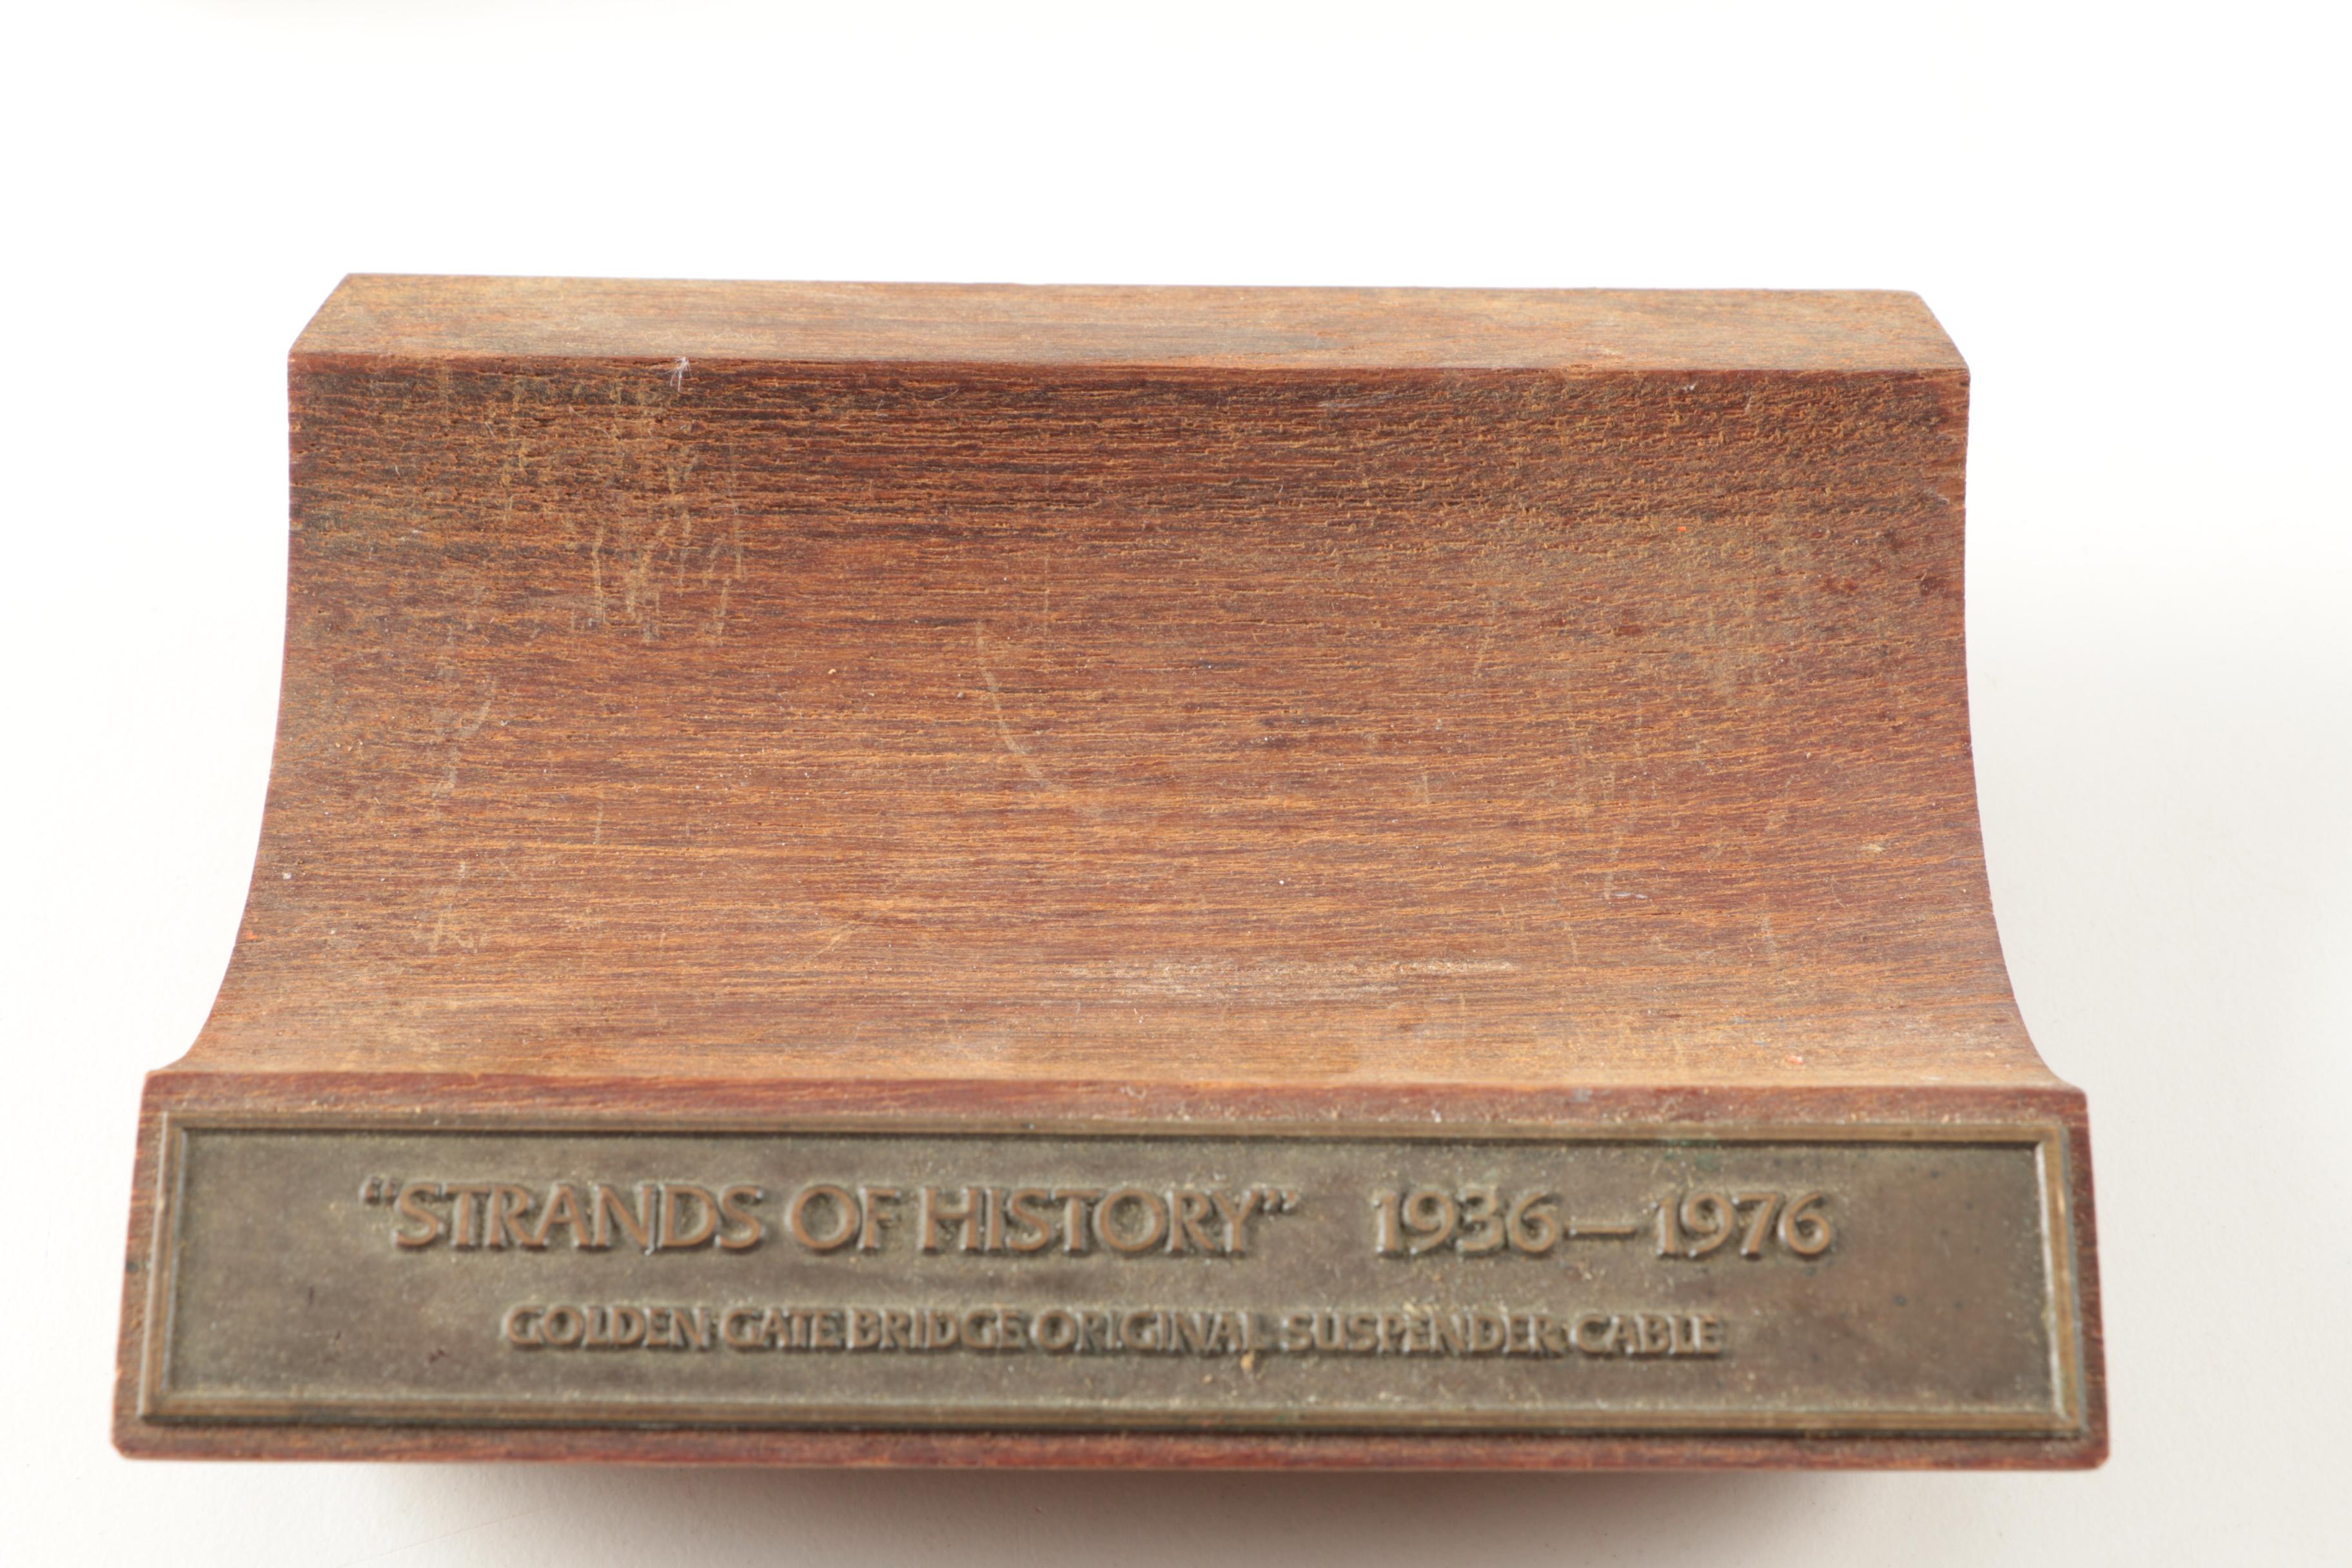 “STRANDS OF HISTORY” 1936—1976
GOLDEN GATE BRIDGE ORIGINAL SUSPENDER CABLE